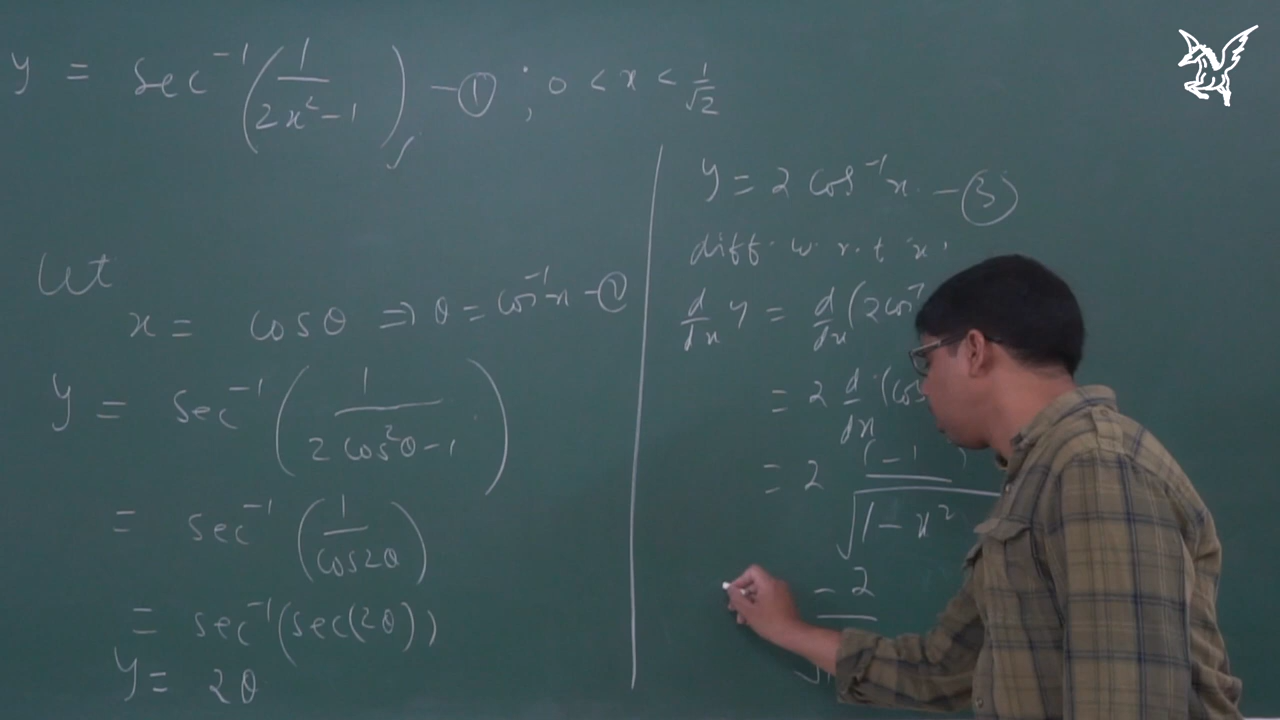 y = sec⁻¹(1/(2x²-1)) -① ; 0 < x < 1/√2
Let
x = cosθ ⇒ θ = cos⁻¹x -②
y = sec⁻¹(1/(2cos²θ-1))
= sec⁻¹(1/cos2θ)
= sec⁻¹(sec(2θ))
y = 2θ
y = 2cos⁻¹x. -③
diff. w.r.t 'x'
d/dx y = d/dx (2cos⁻
= 2 d/dx (cos
= 2 (-1)/√(1-x²
-2